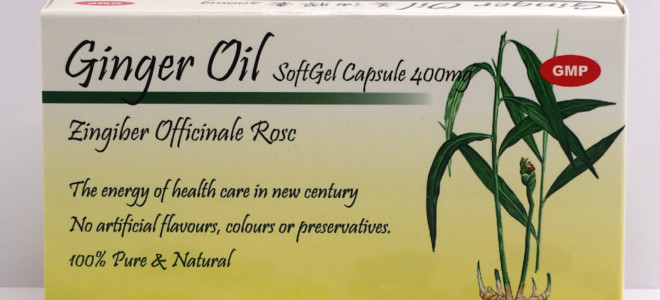 Ginger Oil SoftGel Capsule 400mg
GMP
Zingiber Officinale Rosc
The energy of health care in new century
No artificial flavours, colours or preservatives.
100% Pure & Natural